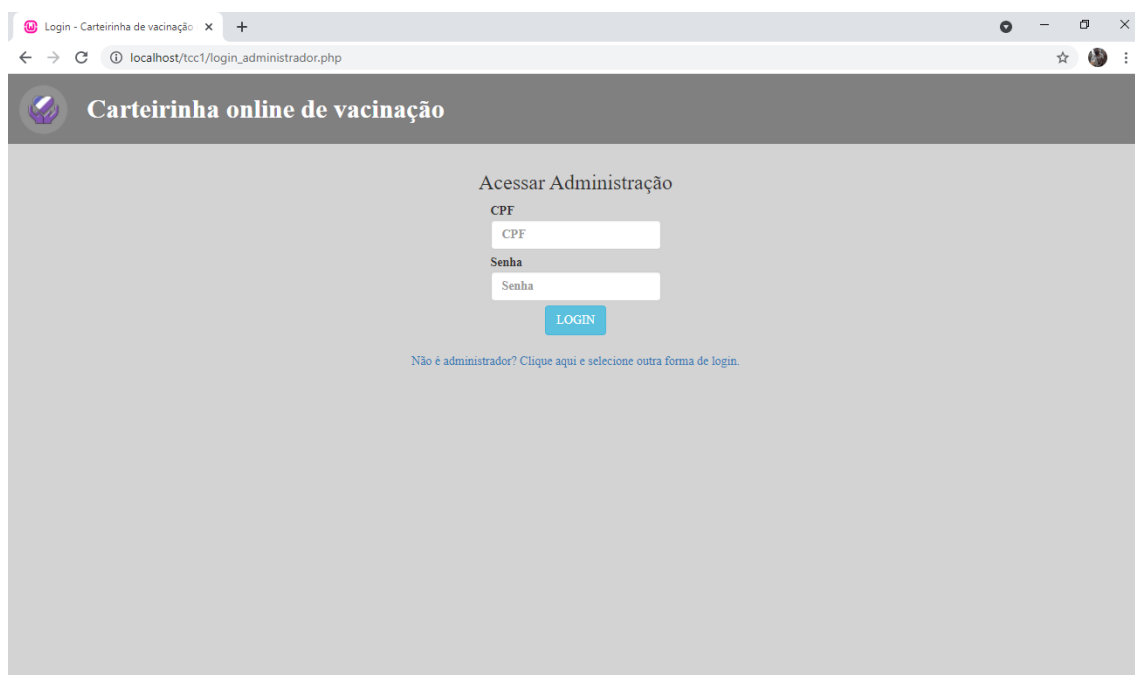 Login - Carteirinha de vacinação
localhost/tcc1/login_administrador.php
Carteirinha online de vacinação
Acessar Administração
CPF
CPF
Senha
Senha
LOGIN
Não é administrador? Clique aqui e selecione outra forma de login.